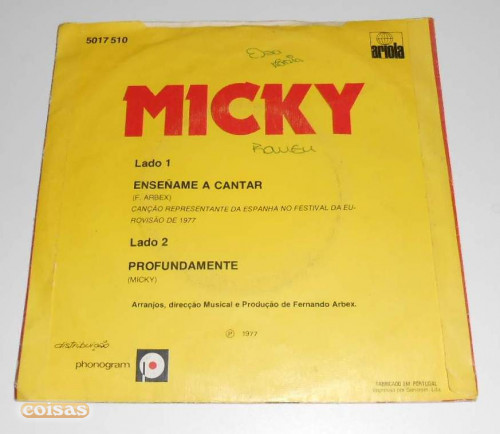 5017 510
ariola
MICKY
Lado 1
ENSEÑAME A CANTAR
(F. ARBEX)
CANÇÃO REPRESENTANTE DA ESPANHA NO FESTIVAL DA EU-
ROVISÃO DE 1977
Lado 2
PROFUNDAMENTE
(MICKY)
Arranjos, direcção Musical e Produção de Fernando Arbex.
Ⓟ 1977
distribuição
phonogram
FABRICADO EM PORTUGAL
coisas